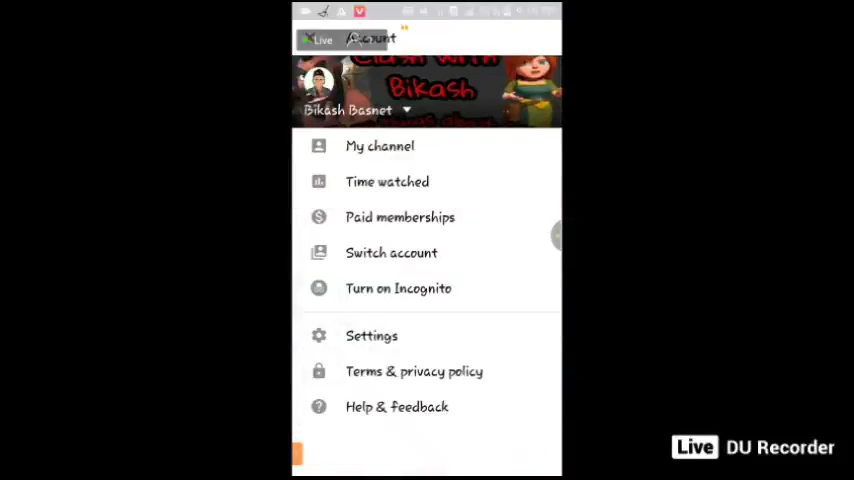 Live
Account
Clash with
Bikash
Bikash Basnet
My channel
Time watched
Paid memberships
Switch account
Turn on Incognito
Settings
Terms & privacy policy
Help & feedback
Live DU Recorder